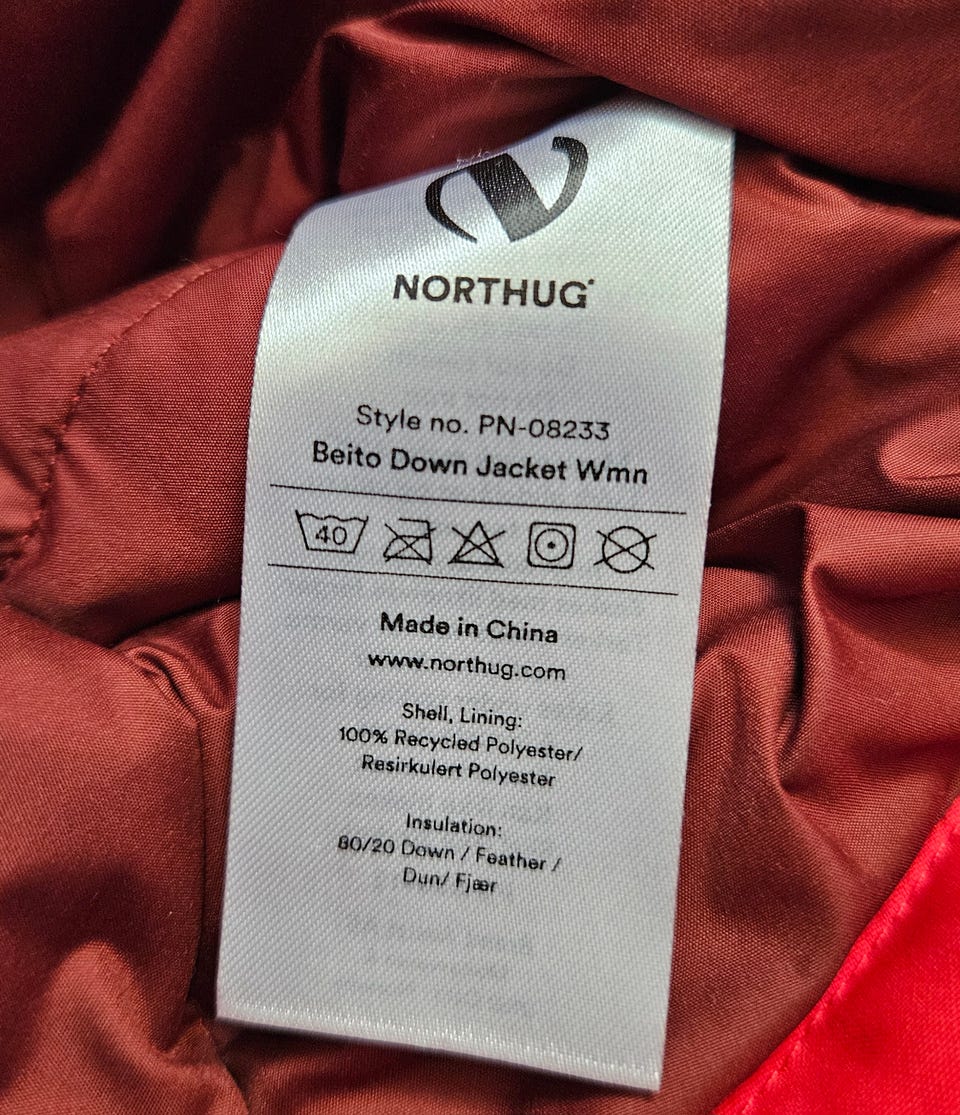 NORTHUG
Style no. PN-08233
Beito Down Jacket Wmn
40
Made in China
www.northug.com
Shell, Lining:
100% Recycled Polyester/
Resirkulert Polyester
Insulation:
80/20 Down / Feather /
Dun/ Fjær